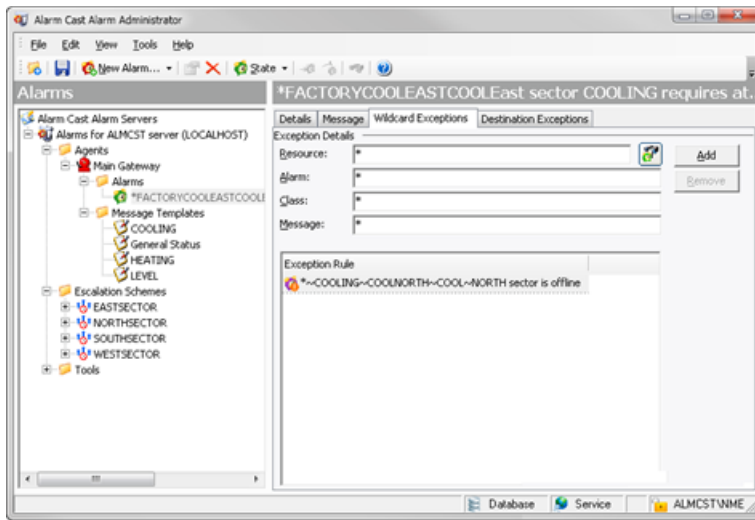 Alarm Cast Alarm Administrator
File Edit View Tools Help
New Alarm... State
Alarms
*FACTORYCOOLEASTCOOLEast sector COOLING requires at.
Alarm Cast Alarm Servers
Alarms for ALMCST server (LOCALHOST)
Agents
Main Gateway
Alarms
*FACTORYCOOLEASTCOOLE
Message Templates
COOLING
General Status
HEATING
LEVEL
Escalation Schemes
EASTSECTOR
NORTHSECTOR
SOUTHSECTOR
WESTSECTOR
Tools
Details Message Wildcard Exceptions Destination Exceptions
Exception Details
Resource: * Add
Alarm: * Remove
Class: *
Message: *
Exception Rule
*~COOLING~COOLNORTH~COOL~NORTH sector is offline
Database Service ALMCST\NME